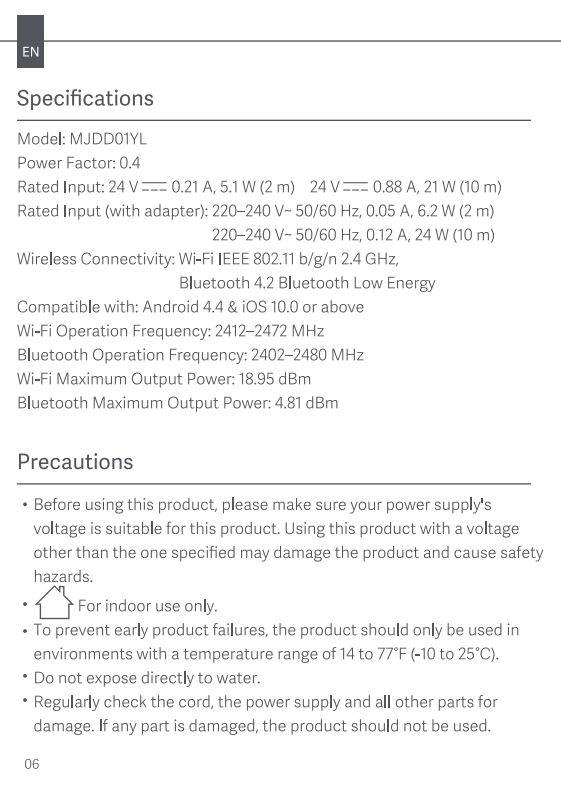 EN
Specifications
Model: MJDD01YL
Power Factor: 0.4
Rated Input: 24 V ⎓ 0.21 A, 5.1 W (2 m) 24 V ⎓ 0.88 A, 21 W (10 m)
Rated Input (with adapter): 220–240 V~ 50/60 Hz, 0.05 A, 6.2 W (2 m)
220–240 V~ 50/60 Hz, 0.12 A, 24 W (10 m)
Wireless Connectivity: Wi-Fi IEEE 802.11 b/g/n 2.4 GHz,
Bluetooth 4.2 Bluetooth Low Energy
Compatible with: Android 4.4 & iOS 10.0 or above
Wi-Fi Operation Frequency: 2412–2472 MHz
Bluetooth Operation Frequency: 2402–2480 MHz
Wi-Fi Maximum Output Power: 18.95 dBm
Bluetooth Maximum Output Power: 4.81 dBm
Precautions
• Before using this product, please make sure your power supply's
voltage is suitable for this product. Using this product with a voltage
other than the one specified may damage the product and cause safety
hazards.
• For indoor use only.
• To prevent early product failures, the product should only be used in
environments with a temperature range of 14 to 77°F (-10 to 25°C).
• Do not expose directly to water.
• Regularly check the cord, the power supply and all other parts for
damage. If any part is damaged, the product should not be used.
06